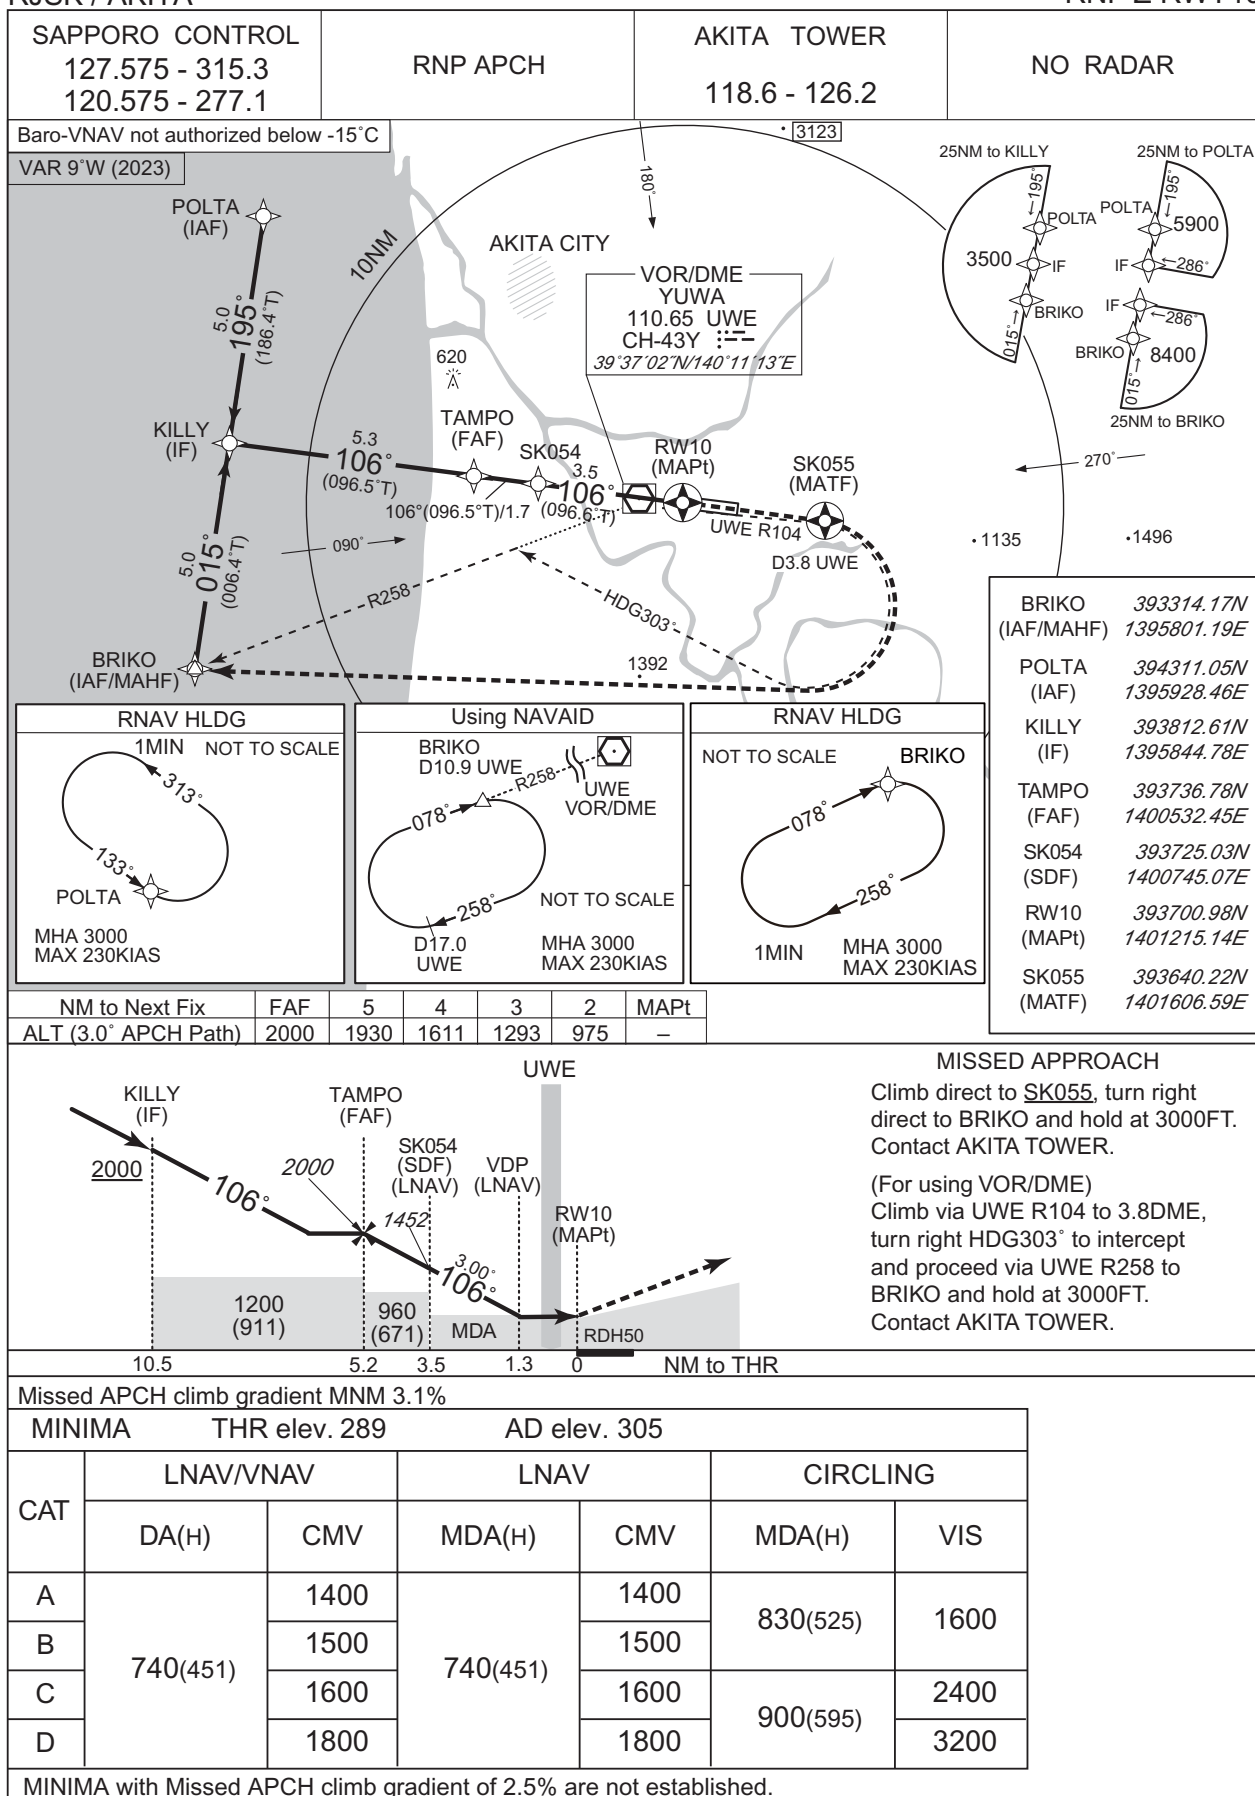 SAPPORO CONTROL
127.575 - 315.3
120.575 - 277.1
RNP APCH
AKITA TOWER
118.6 - 126.2
NO RADAR
Baro-VNAV not authorized below -15˚C
VAR 9˚W (2023)
3123
180˚
10NM
AKITA CITY
POLTA
(IAF)
5.0
195˚
(186.4˚T)
VOR/DME
YUWA
110.65 UWE
CH-43Y
39˚37'02"N/140˚11'13"E
620
KILLY
(IF)
5.3
106˚
(096.5˚T)
TAMPO
(FAF)
SK054
3.5
106˚
(096.6˚T)
106˚(096.5˚T)/1.7
RW10
(MAPt)
SK055
(MATF)
UWE R104
D3.8 UWE
090˚
270˚
5.0
015˚
(006.4˚T)
R258
HDG303˚
1135
1496
1392
BRIKO
(IAF/MAHF)
25NM to KILLY
195˚
POLTA
3500
IF
BRIKO
015˚
25NM to POLTA
195˚
POLTA
5900
IF
286˚
IF
286˚
BRIKO
8400
015˚
25NM to BRIKO
BRIKO 393314.17N
(IAF/MAHF) 1395801.19E
POLTA 394311.05N
(IAF) 1395928.46E
KILLY 393812.61N
(IF) 1395844.78E
TAMPO 393736.78N
(FAF) 1400532.45E
SK054 393725.03N
(SDF) 1400745.07E
RW10 393700.98N
(MAPt) 1401215.14E
SK055 393640.22N
(MATF) 1401606.59E
RNAV HLDG
1MIN NOT TO SCALE
313˚
133˚
POLTA
MHA 3000
MAX 230KIAS
Using NAVAID
BRIKO
D10.9 UWE
R258
UWE
VOR/DME
078˚
258˚
NOT TO SCALE
D17.0
UWE
MHA 3000
MAX 230KIAS
RNAV HLDG
NOT TO SCALE
BRIKO
078˚
258˚
1MIN
MHA 3000
MAX 230KIAS
NM to Next Fix FAF 5 4 3 2 MAPt
ALT (3.0˚ APCH Path) 2000 1930 1611 1293 975 –
UWE
KILLY
(IF)
TAMPO
(FAF)
SK054
(SDF)
(LNAV)
VDP
(LNAV)
RW10
(MAPt)
2000
106˚
2000
1452
3.00˚
106˚
1200
(911)
960
(671)
MDA
RDH50
10.5 5.2 3.5 1.3 0 NM to THR
MISSED APPROACH
Climb direct to SK055, turn right
direct to BRIKO and hold at 3000FT.
Contact AKITA TOWER.
(For using VOR/DME)
Climb via UWE R104 to 3.8DME,
turn right HDG303˚ to intercept
and proceed via UWE R258 to
BRIKO and hold at 3000FT.
Contact AKITA TOWER.
Missed APCH climb gradient MNM 3.1%
MINIMA THR elev. 289 AD elev. 305
CAT LNAV/VNAV LNAV CIRCLING
DA(H) CMV MDA(H) CMV MDA(H) VIS
A 740(451) 1400 740(451) 1400 830(525) 1600
B 1500 1500
C 1600 1600 900(595) 2400
D 1800 1800 3200
MINIMA with Missed APCH climb gradient of 2.5% are not established.